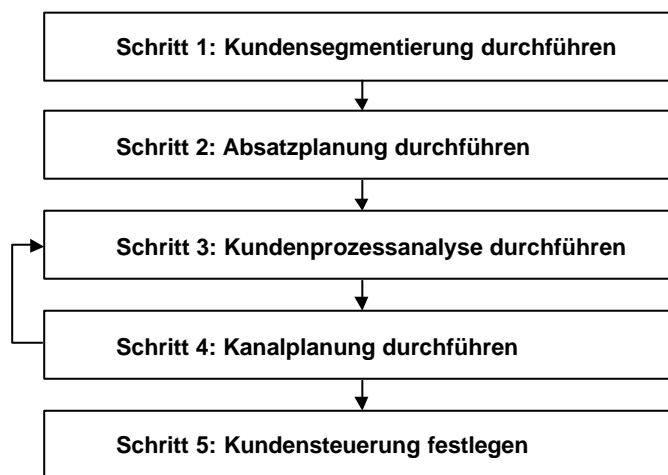 Schritt 1: Kundensegmentierung durchführen
Schritt 2: Absatzplanung durchführen
Schritt 3: Kundenprozessanalyse durchführen
Schritt 4: Kanalplanung durchführen
Schritt 5: Kundensteuerung festlegen